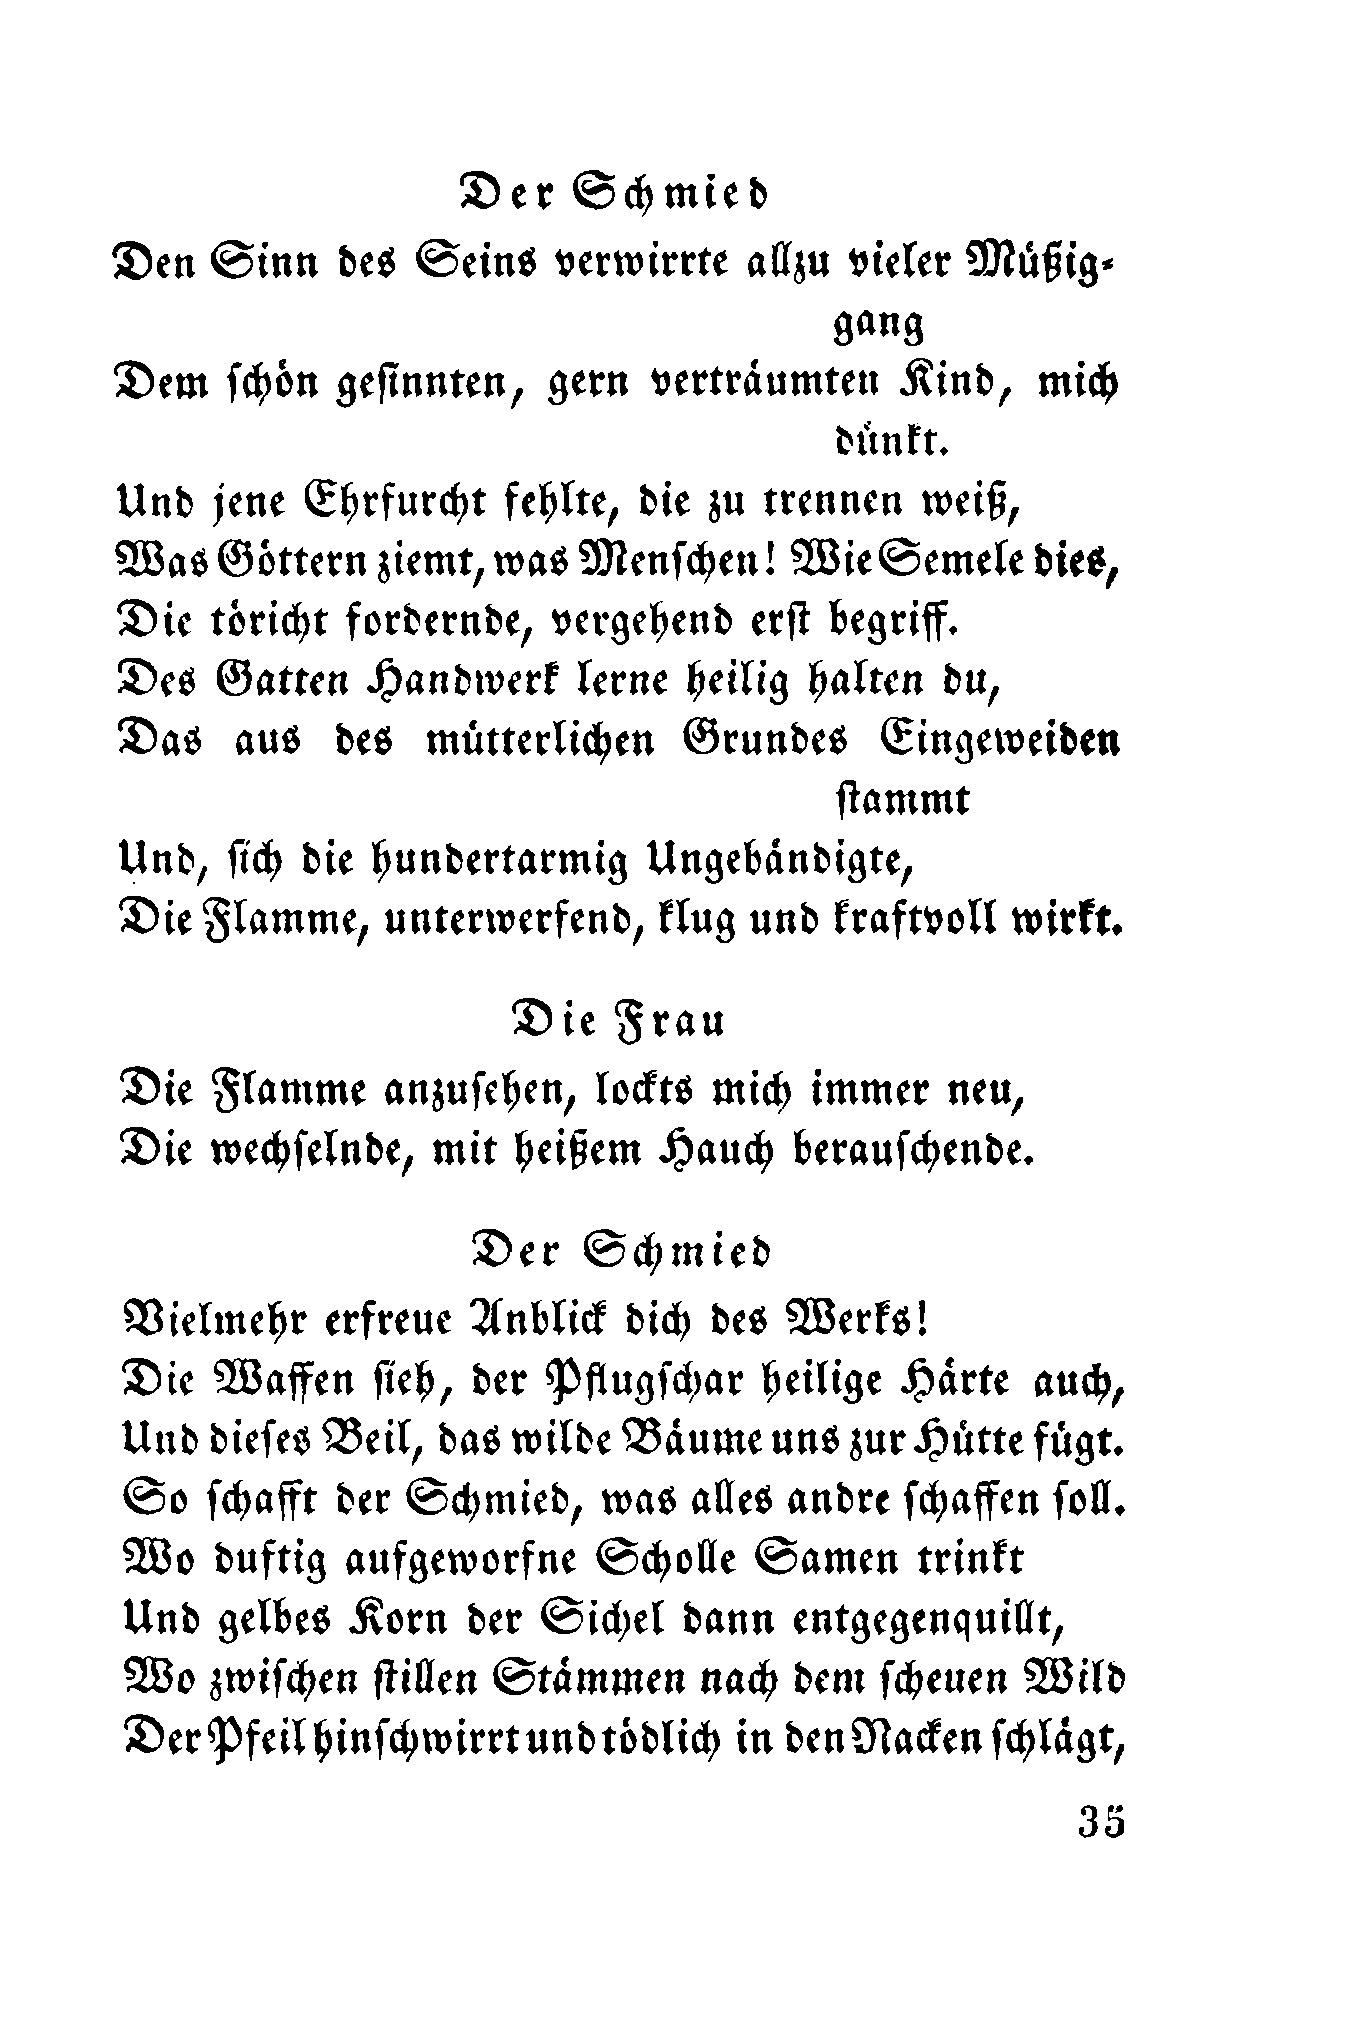 Der Schmied
Den Sinn des Seins verwirrte allzu vieler Müßig-
gang
Dem schön gesinnten, gern verträumten Kind, mich
dünkt.
Und jene Ehrfurcht fehlte, die zu trennen weiß,
Was Göttern ziemt, was Menschen! Wie Semele dies,
Die töricht fordernde, vergehend erst begriff.
Des Gatten Handwerk lerne heilig halten du,
Das aus des mütterlichen Grundes Eingeweiden
stammt
Und, sich die hundertarmig Ungebändigte,
Die Flamme, unterwerfend, klug und kraftvoll wirkt.
Die Frau
Die Flamme anzusehen, lockts mich immer neu,
Die wechselnde, mit heißem Hauch berauschende.
Der Schmied
Vielmehr erfreue Anblick dich des Werks!
Die Waffen sieh, der Pflugschar heilige Härte auch,
Und dieses Beil, das wilde Bäume uns zur Hütte fügt.
So schafft der Schmied, was alles andre schaffen soll.
Wo duftig aufgeworfne Scholle Samen trinkt
Und gelbes Korn der Sichel dann entgegenquillt,
Wo zwischen stillen Stämmen nach dem scheuen Wild
Der Pfeil hinschwirrt und tödlich in den Nacken schlägt,
35